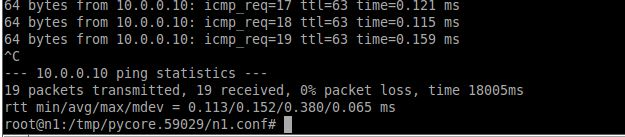 64 bytes from 10.0.0.10: icmp_req=17 ttl=63 time=0.121 ms
64 bytes from 10.0.0.10: icmp_req=18 ttl=63 time=0.115 ms
64 bytes from 10.0.0.10: icmp_req=19 ttl=63 time=0.159 ms
^C
--- 10.0.0.10 ping statistics ---
19 packets transmitted, 19 received, 0% packet loss, time 18005ms
rtt min/avg/max/mdev = 0.113/0.152/0.380/0.065 ms
root@n1:/tmp/pycore.59029/n1.conf#